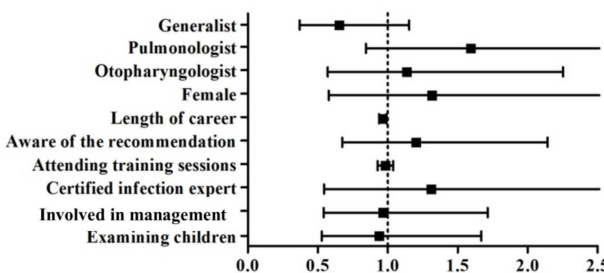 Generalist
Pulmonologist
Otopharyngologist
Female
Length of career
Aware of the recommendation
Attending training sessions
Certified infection expert
Involved in management
Examining children
0.0 0.5 1.0 1.5 2.0 2.5